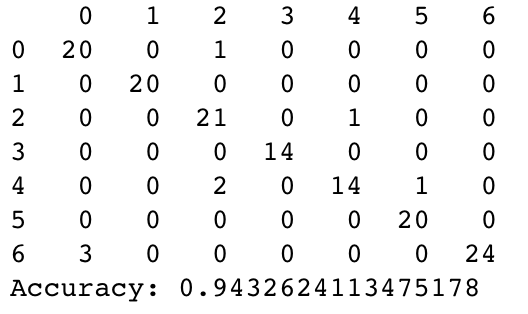 0 1 2 3 4 5 6
0 20 0 1 0 0 0 0
1 0 20 0 0 0 0 0
2 0 0 21 0 1 0 0
3 0 0 0 14 0 0 0
4 0 0 2 0 14 1 0
5 0 0 0 0 0 20 0
6 3 0 0 0 0 0 24
Accuracy: 0.9432624113475178